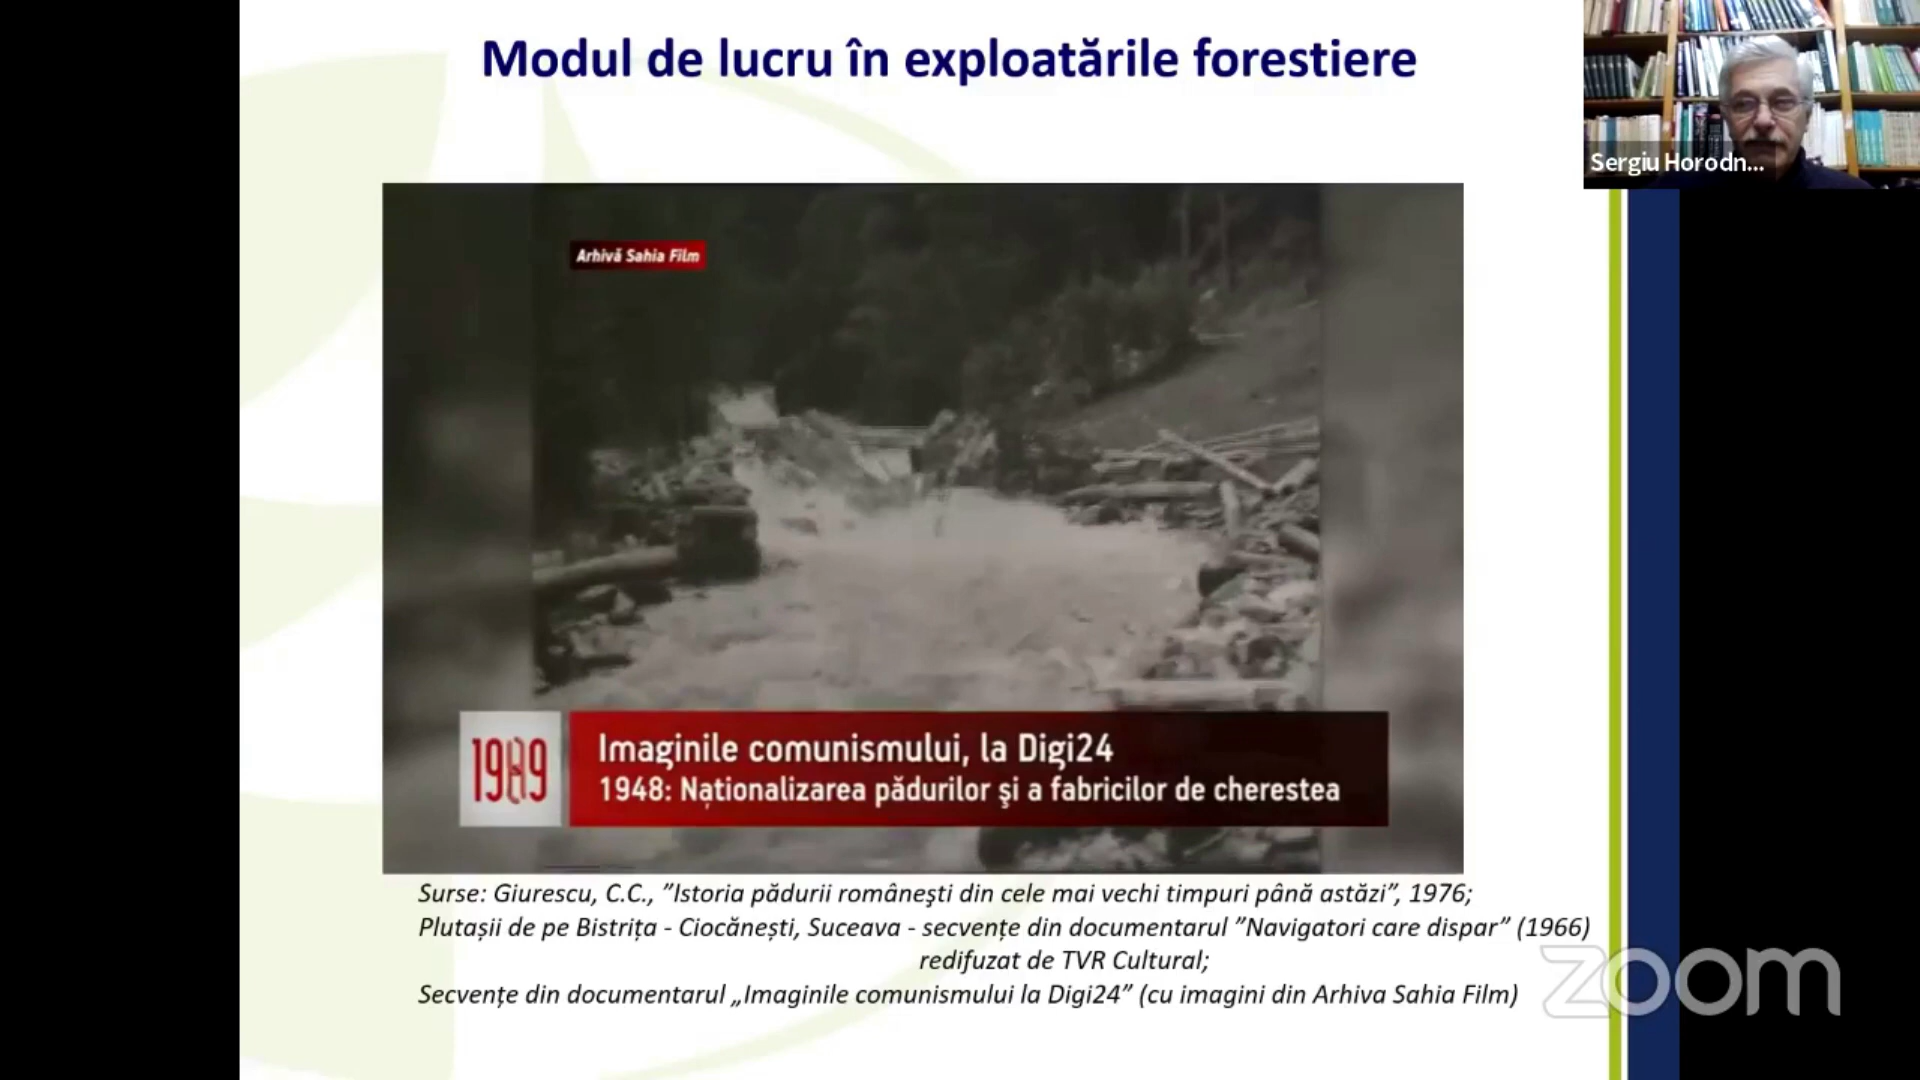 Modul de lucru în exploatările forestiere
Sergiu Horodn...
Arhivă Sahia Film
1989
Imaginile comunismului, la Digi24
1948: Naționalizarea pădurilor şi a fabricilor de cherestea
Surse: Giurescu, C.C., ”Istoria pădurii româneşti din cele mai vechi timpuri până astăzi”, 1976;
Plutașii de pe Bistrița - Ciocănești, Suceava - secvențe din documentarul ”Navigatori care dispar” (1966)
redifuzat de TVR Cultural;
Secvențe din documentarul „Imaginile comunismului la Digi24” (cu imagini din Arhiva Sahia Film)
zoom